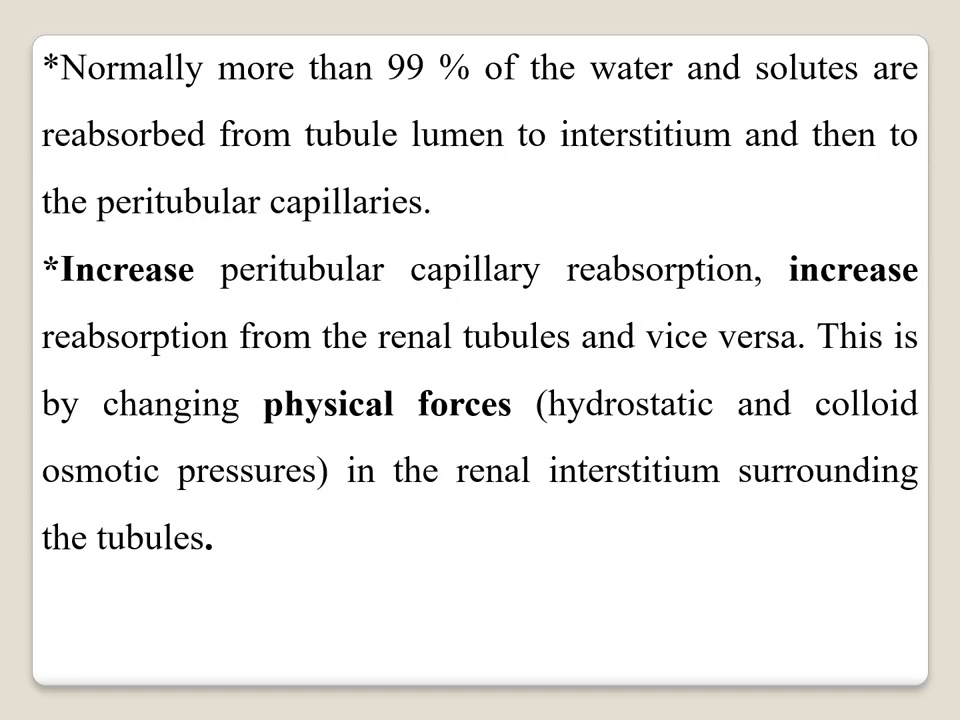 *Normally more than 99 % of the water and solutes are
reabsorbed from tubule lumen to interstitium and then to
the peritubular capillaries.
*Increase peritubular capillary reabsorption, increase
reabsorption from the renal tubules and vice versa. This is
by changing physical forces (hydrostatic and colloid
osmotic pressures) in the renal interstitium surrounding
the tubules.